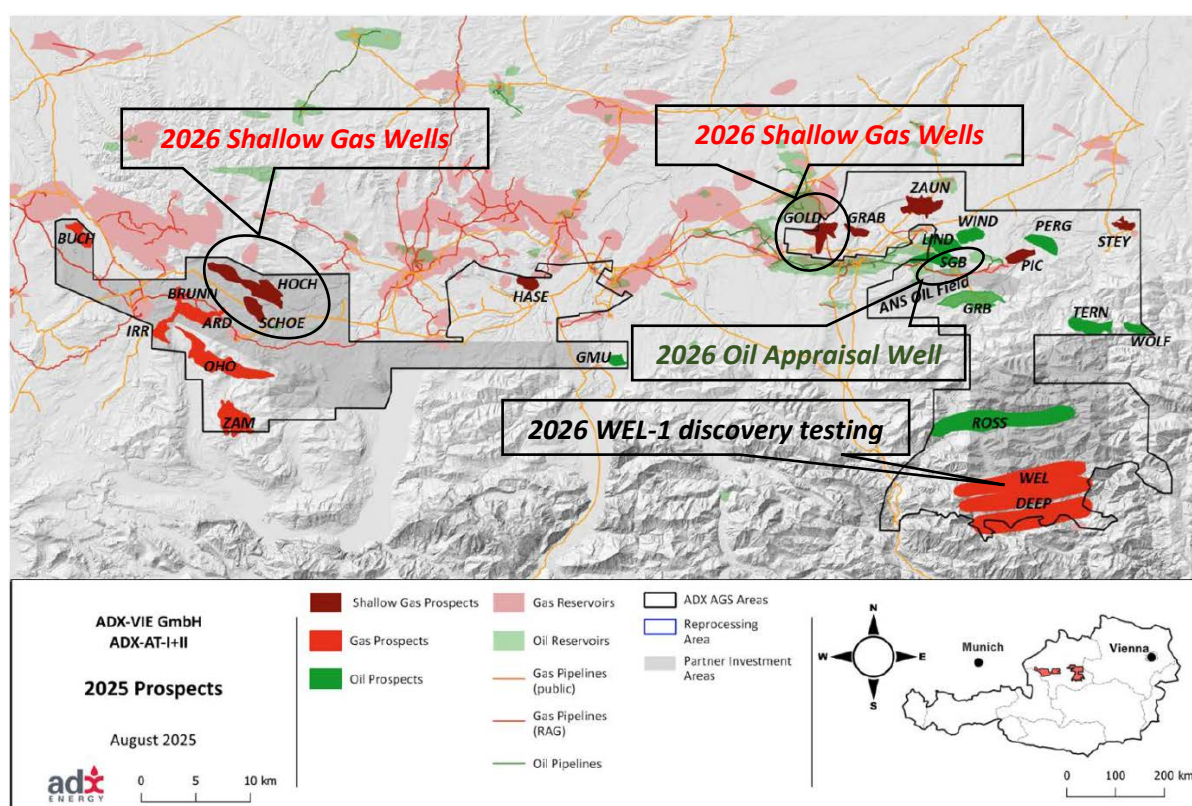 2026 Shallow Gas Wells
2026 Shallow Gas Wells
ZAUN
GOLD
GRAB
WIND
PERG
STEY
BUCH
LIND
SGB
PIC
HOCH
HASE
ANS OIL Field
BRUNN
GRB
ARD
SCHOE
TERN
IRR
WOLF
OHO
GMU
2026 Oil Appraisal Well
ZAM
ROSS
2026 WEL-1 discovery testing
WEL
DEEP
ADX-VIE GmbH
ADX-AT-I+II
2025 Prospects
August 2025
adx
ENERGY
0 5 10 km
Shallow Gas Prospects
Gas Prospects
Oil Prospects
Gas Reservoirs
Oil Reservoirs
Gas Pipelines
(public)
Gas Pipelines
(RAG)
Oil Pipelines
ADX AGS Areas
Reprocessing
Area
Partner Investment
Areas
N
W E
S
Munich
Vienna
0 100 200 km